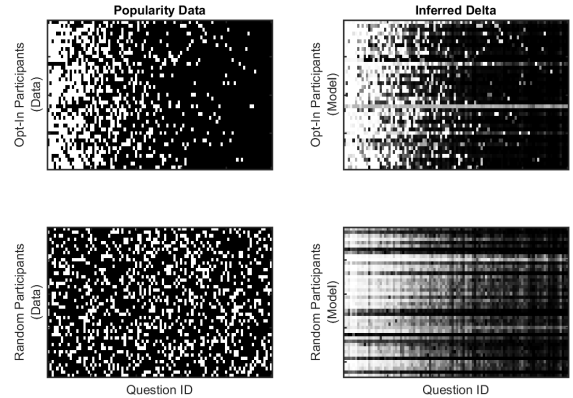 Popularity Data
Inferred Delta
Opt-In Participants
(Data)
Opt-In Participants
(Model)
Random Participants
(Data)
Random Participants
(Model)
Question ID
Question ID